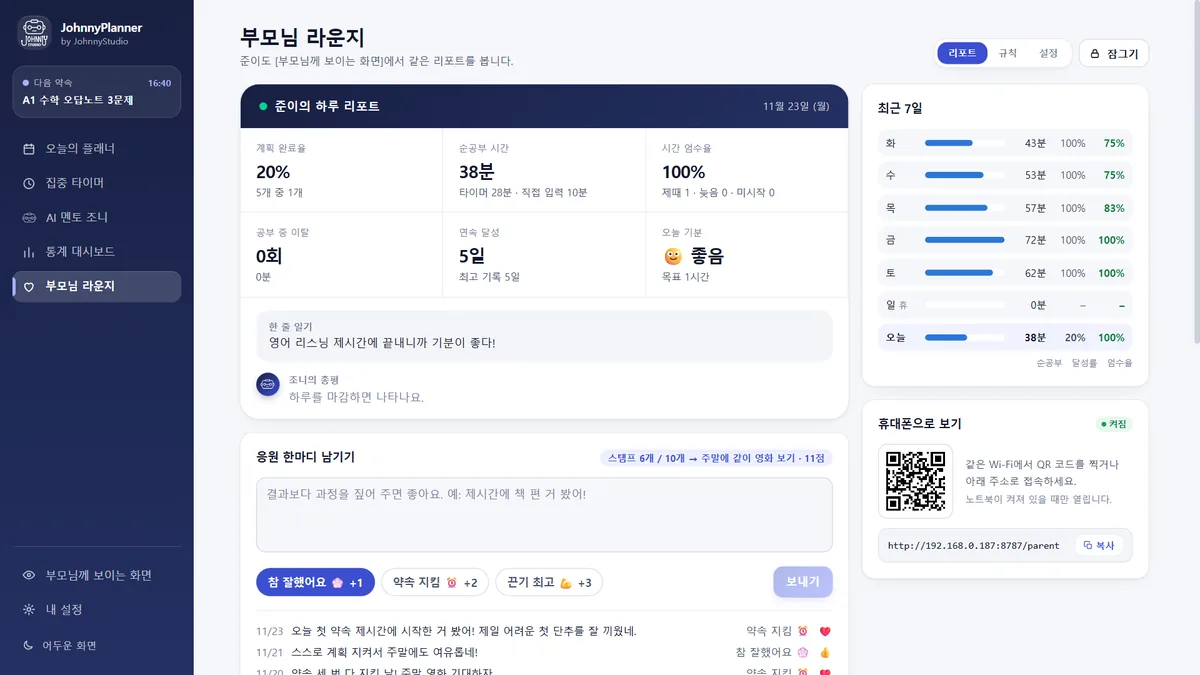 JohnnyPlanner
by JohnnyStudio
다음 약속 16:40
A1 수학 오답노트 3문제
오늘의 플래너
집중 타이머
AI 멘토 조니
통계 대시보드
부모님 라운지
부모님께 보이는 화면
내 설정
어두운 화면
부모님 라운지
준이도 [부모님께 보이는 화면]에서 같은 리포트를 봅니다.
리포트 규칙 설정 잠그기
준이의 하루 리포트 11월 23일 (월)
계획 완료율
20%
5개 중 1개
순공부 시간
38분
타이머 28분 · 직접 입력 10분
시간 엄수율
100%
제때 1 · 늦음 0 · 미시작 0
공부 중 이탈
0회
0분
연속 달성
5일
최고 기록 5일
오늘 기분
좋음
목표 1시간
한 줄 일기
영어 리스닝 제시간에 끝내니까 기분이 좋다!
조니의 총평
하루를 마감하면 나타나요.
응원 한마디 남기기 스탬프 6개 / 10개 → 주말에 같이 영화 보기 · 11점
결과보다 과정을 짚어 주면 좋아요. 예: 제시간에 책 편 거 봤어!
참 잘했어요 🌸 +1 약속 지킴 ⏰ +2 끈기 최고 💪 +3 보내기
11/23 오늘 첫 약속 제시간에 시작한 거 봤어! 제일 어려운 첫 단추를 잘 끼웠네. 약속 지킴 ⏰ ❤️
11/21 스스로 계획 지켜서 주말에도 여유롭네! 참 잘했어요 🌸 👍
11/20 약속 세 번 다 지킨 날! 주말 영화 기대하자. 약속 지킴 ⏰ ❤️
최근 7일
화 43분 100% 75%
수 53분 100% 75%
목 57분 100% 83%
금 72분 100% 100%
토 62분 100% 100%
일 휴 0분 – –
오늘 38분 20% 100%
순공부 달성률 엄수율
휴대폰으로 보기 켜짐
같은 Wi-Fi에서 QR 코드를 찍거나
아래 주소로 접속하세요.
노트북이 켜져 있을 때만 열립니다.
http://192.168.0.187:8787/parent 복사